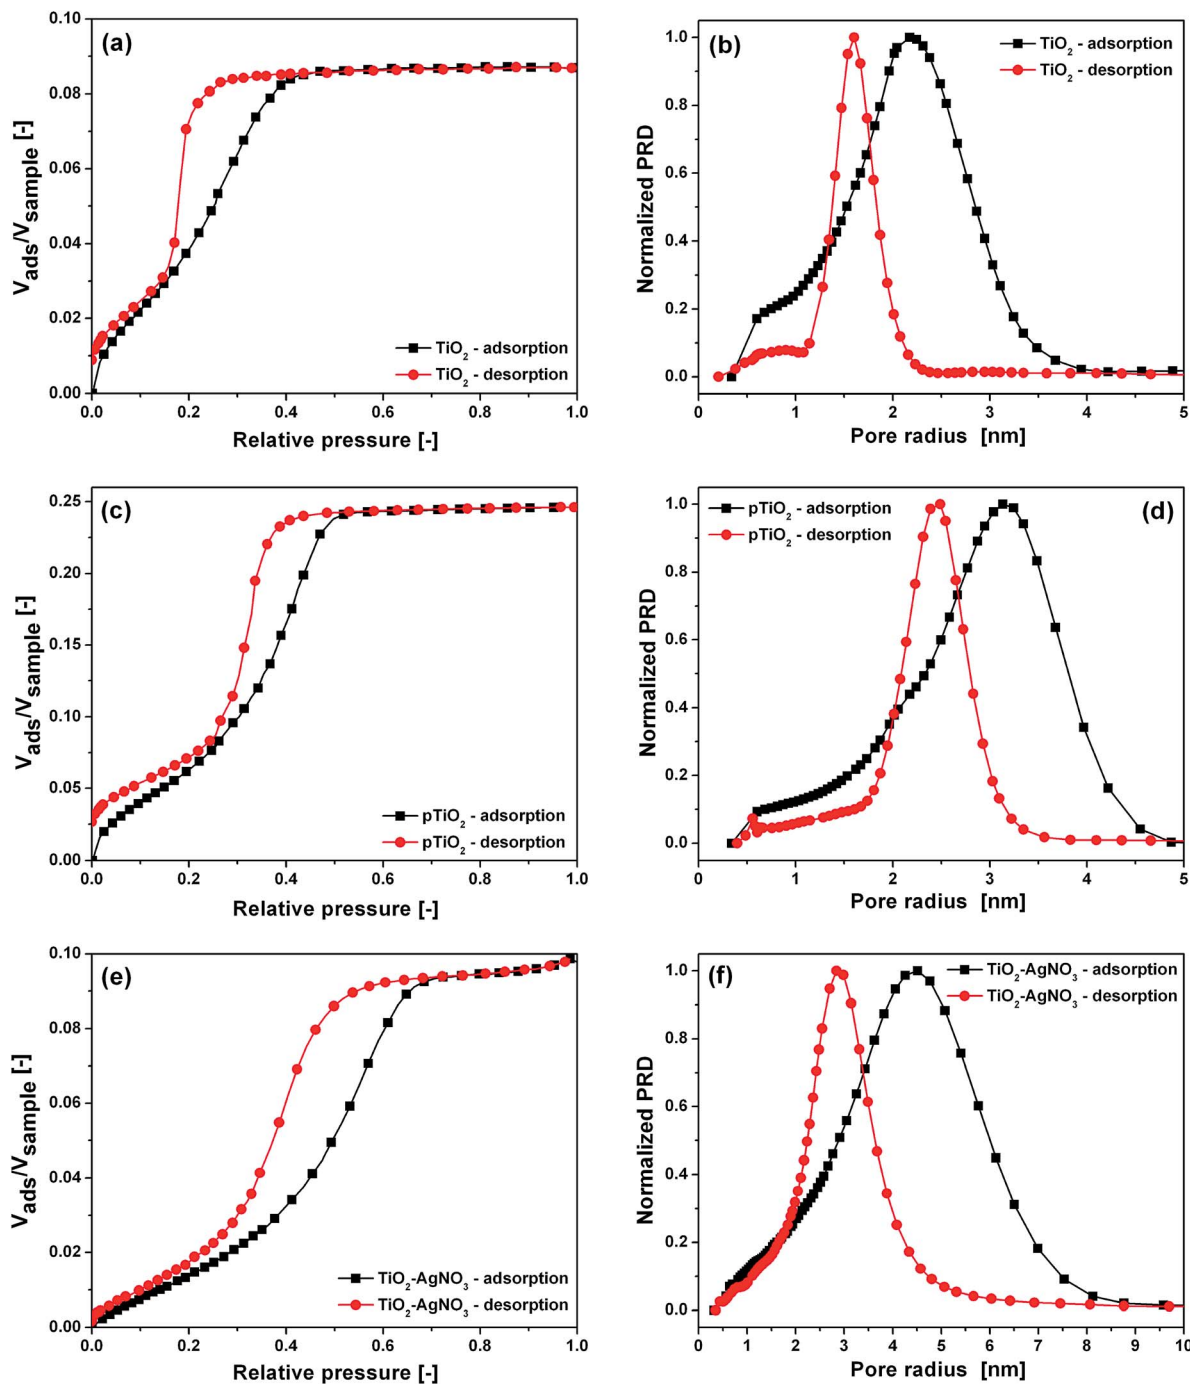 (a)
0.10
0.08
0.06
0.04
0.02
0.00
V_ads/V_sample [-]
TiO₂ - adsorption
TiO₂ - desorption
0.0 0.2 0.4 0.6 0.8 1.0
Relative pressure [-]
(b)
1.0
0.8
0.6
0.4
0.2
0.0
Normalized PRD
TiO₂ - adsorption
TiO₂ - desorption
0 1 2 3 4 5
Pore radius [nm]
(c)
0.25
0.20
0.15
0.10
0.05
0.00
V_ads/V_sample [-]
pTiO₂ - adsorption
pTiO₂ - desorption
0.0 0.2 0.4 0.6 0.8 1.0
Relative pressure [-]
(d)
1.0
0.8
0.6
0.4
0.2
0.0
Normalized PRD
pTiO₂ - adsorption
pTiO₂ - desorption
0 1 2 3 4 5
Pore radius [nm]
(e)
0.10
0.08
0.06
0.04
0.02
0.00
V_ads/V_sample [-]
TiO₂-AgNO₃ - adsorption
TiO₂-AgNO₃ - desorption
0.0 0.2 0.4 0.6 0.8 1.0
Relative pressure [-]
(f)
1.0
0.8
0.6
0.4
0.2
0.0
Normalized PRD
TiO₂-AgNO₃ - adsorption
TiO₂-AgNO₃ - desorption
0 1 2 3 4 5 6 7 8 9 10
Pore radius [nm]